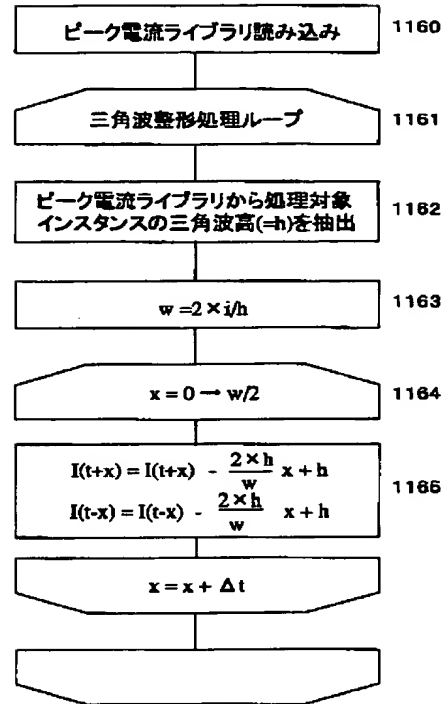 ピーク電流ライブラリ読み込み 1160
三角波整形処理ループ 1161
ピーク電流ライブラリから処理対象
インスタンスの三角波高(=h)を抽出 1162
w =2×i/h 1163
x = 0 → w/2 1164
I(t+x) = I(t+x) - 2×h/w x + h
I(t-x) = I(t-x) - 2×h/w x + h 1165
x = x + Δt